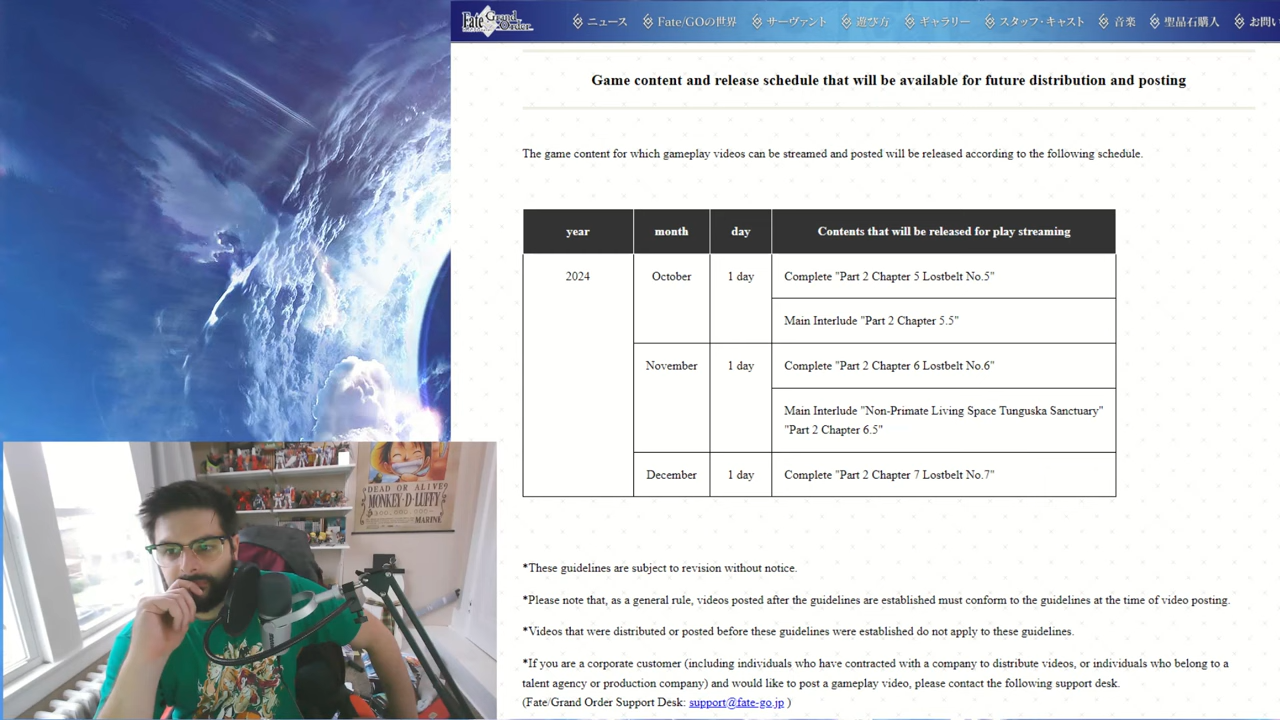 Fate Grand Order
ニュース Fate/GOの世界 サーヴァント 遊び方 ギャラリー スタッフ・キャスト 音楽 聖晶石購入 お問い
Game content and release schedule that will be available for future distribution and posting
The game content for which gameplay videos can be streamed and posted will be released according to the following schedule.
year month day Contents that will be released for play streaming
2024 October 1 day Complete "Part 2 Chapter 5 Lostbelt No.5"
Main Interlude "Part 2 Chapter 5.5"
November 1 day Complete "Part 2 Chapter 6 Lostbelt No.6"
Main Interlude "Non-Primate Living Space Tunguska Sanctuary"
"Part 2 Chapter 6.5"
December 1 day Complete "Part 2 Chapter 7 Lostbelt No.7"
*These guidelines are subject to revision without notice.
*Please note that, as a general rule, videos posted after the guidelines are established must conform to the guidelines at the time of video posting.
*Videos that were distributed or posted before these guidelines were established do not apply to these guidelines.
*If you are a corporate customer (including individuals who have contracted with a company to distribute videos, or individuals who belong to a
talent agency or production company) and would like to post a gameplay video, please contact the following support desk.
(Fate/Grand Order Support Desk: support@fate-go.jp )
DEAD OR ALIVE
MONKEY·D·LUFFY
MARINE